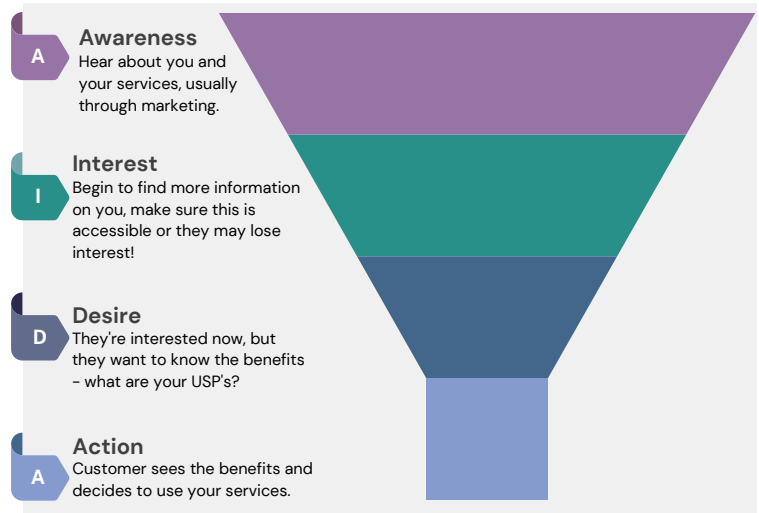 A
Awareness
Hear about you and
your services, usually
through marketing.
I
Interest
Begin to find more information
on you, make sure this is
accessible or they may lose
interest!
D
Desire
They're interested now, but
they want to know the benefits
- what are your USP's?
A
Action
Customer sees the benefits and
decides to use your services.